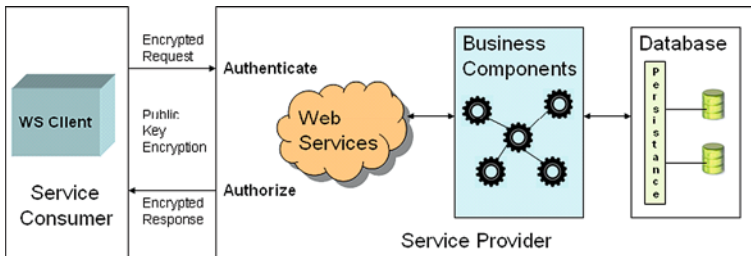 WS Client
Service
Consumer
Encrypted
Request
Public
Key
Encryption
Encrypted
Response
Authenticate
Web
Services
Authorize
Business
Components
Database
Persistance
Service Provider